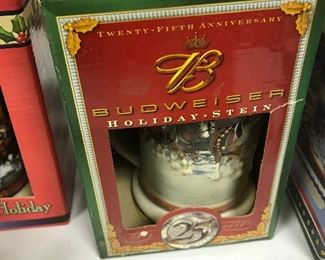 TWENTY-FIFTH ANNIVERSARY
B
BUDWEISER
HOLIDAY • STEIN
25
Holiday